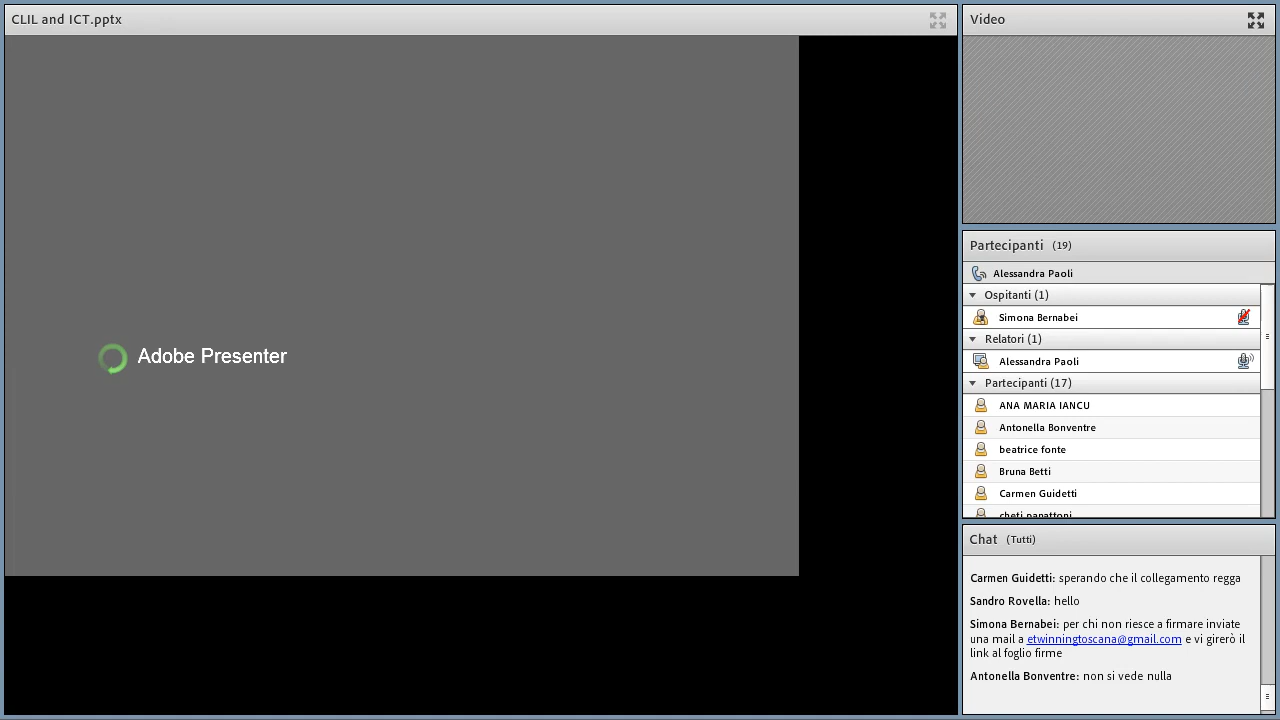 CLIL and ICT.pptx
Adobe Presenter
Video
Partecipanti (19)
Alessandra Paoli
Ospitanti (1)
Simona Bernabei
Relatori (1)
Alessandra Paoli
Partecipanti (17)
ANA MARIA IANCU
Antonella Bonventre
beatrice fonte
Bruna Betti
Carmen Guidetti
cheti panattoni
Chat (Tutti)
Carmen Guidetti: sperando che il collegamento regga
Sandro Rovella: hello
Simona Bernabei: per chi non riesce a firmare inviate
una mail a etwinningtoscana@gmail.com e vi girerò il
link al foglio firme
Antonella Bonventre: non si vede nulla